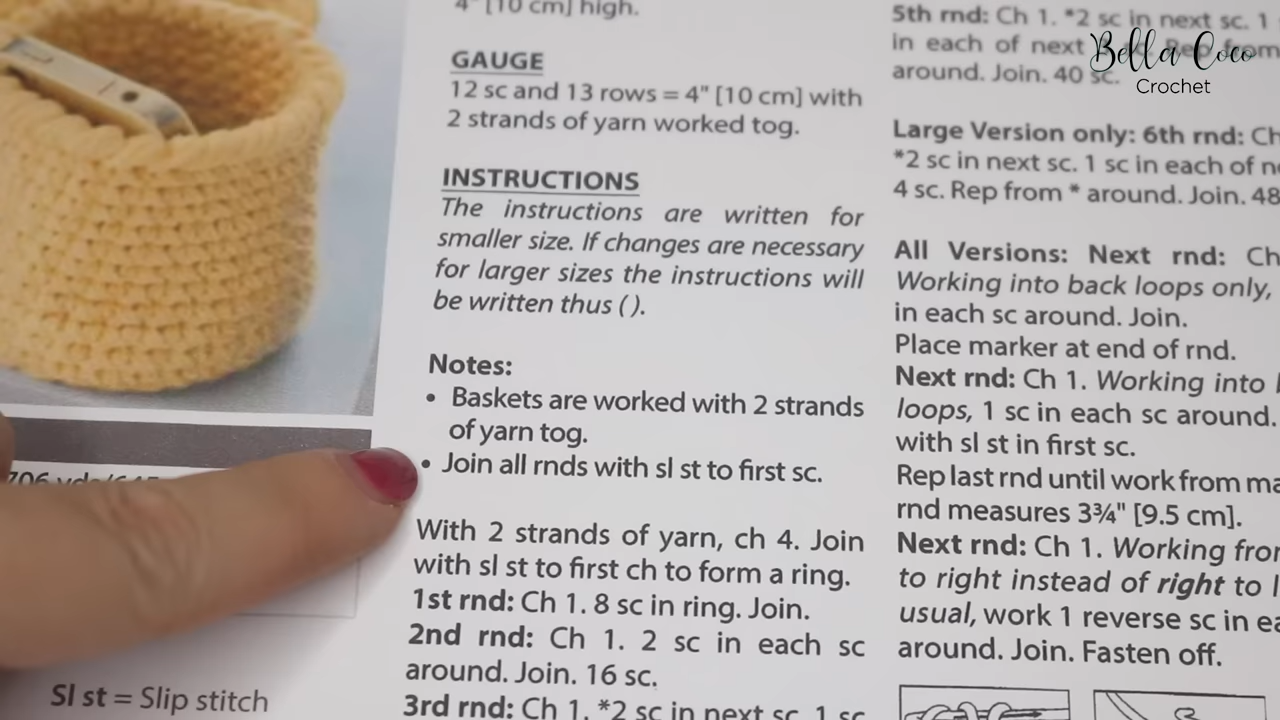 4" [10 cm] high.
GAUGE
12 sc and 13 rows = 4" [10 cm] with
2 strands of yarn worked tog.
INSTRUCTIONS
The instructions are written for
smaller size. If changes are necessary
for larger sizes the instructions will
be written thus ( ).
Notes:
• Baskets are worked with 2 strands
of yarn tog.
• Join all rnds with sl st to first sc.
With 2 strands of yarn, ch 4. Join
with sl st to first ch to form a ring.
1st rnd: Ch 1. 8 sc in ring. Join.
2nd rnd: Ch 1. 2 sc in each sc
around. Join. 16 sc.
3rd rnd: Ch 1. *2 sc in next sc. 1 sc
5th rnd: Ch 1. *2 sc in next sc. 1
in each of next Rep from
around. Join. 40 sc.
Large Version only: 6th rnd: Ch
*2 sc in next sc. 1 sc in each of
4 sc. Rep from * around. Join. 48
All Versions: Next rnd: Ch
Working into back loops only,
in each sc around. Join.
Place marker at end of rnd.
Next rnd: Ch 1. Working into
loops, 1 sc in each sc around.
with sl st in first sc.
Rep last rnd until work from
rnd measures 3¾" [9.5 cm].
Next rnd: Ch 1. Working
to right instead of right to
usual, work 1 reverse sc in
around. Join. Fasten off.
Sl st = Slip stitch
Bella Coco
Crochet